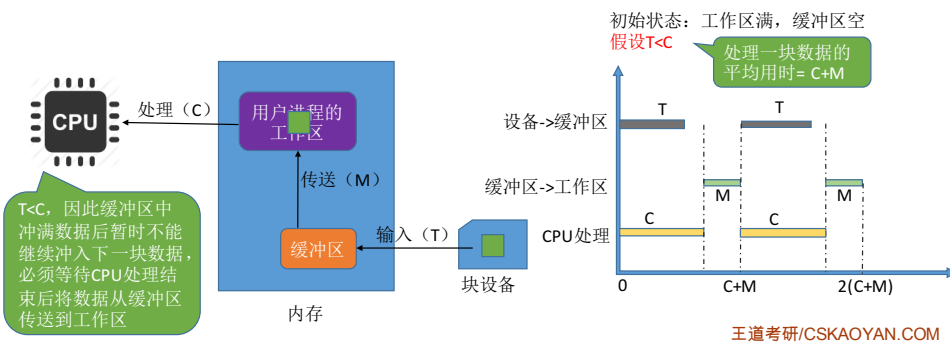 初始状态：工作区满，缓冲区空
假设T<C
处理一块数据的
平均用时= C+M
CPU
处理（C）
用户进程的
工作区
传送（M）
缓冲区
输入（T）
块设备
内存
T<C，因此缓冲区中
冲满数据后暂时不能
继续冲入下一块数据，
必须等待CPU处理结
束后将数据从缓冲区
传送到工作区
设备->缓冲区
T
T
缓冲区->工作区
M
M
CPU处理
C
C
0
C+M
2(C+M)
王道考研/CSKAOYAN.COM